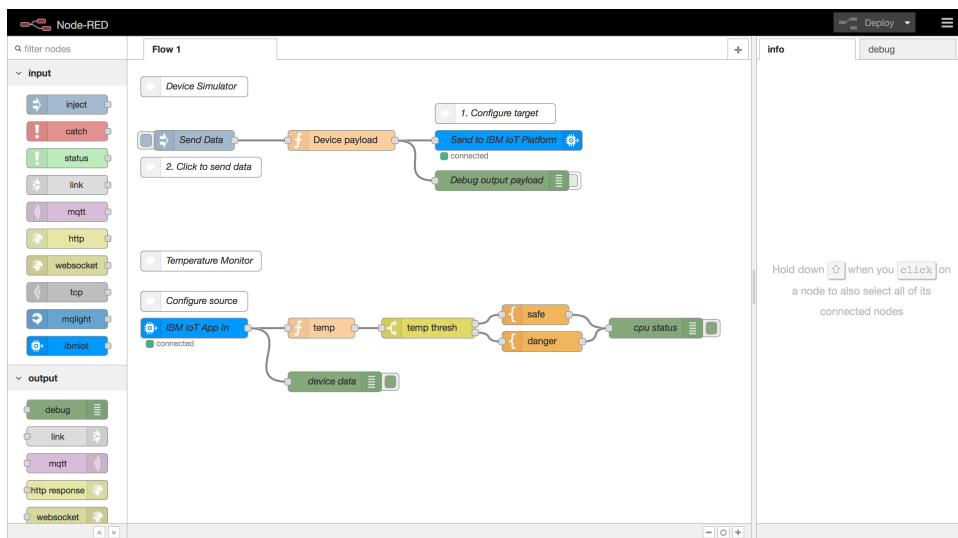 Node-RED
Deploy
filter nodes
Flow 1
info
debug
input
inject
catch
status
link
mqtt
http
websocket
tcp
mqlight
ibmiot
output
debug
link
mqtt
http response
websocket
Device Simulator
1. Configure target
Send Data
Device payload
Send to IBM IoT Platform
connected
2. Click to send data
Debug output payload
Temperature Monitor
Configure source
IBM IoT App In
connected
temp
temp thresh
safe
danger
cpu status
device data
Hold down ⇧ when you click on
a node to also select all of its
connected nodes